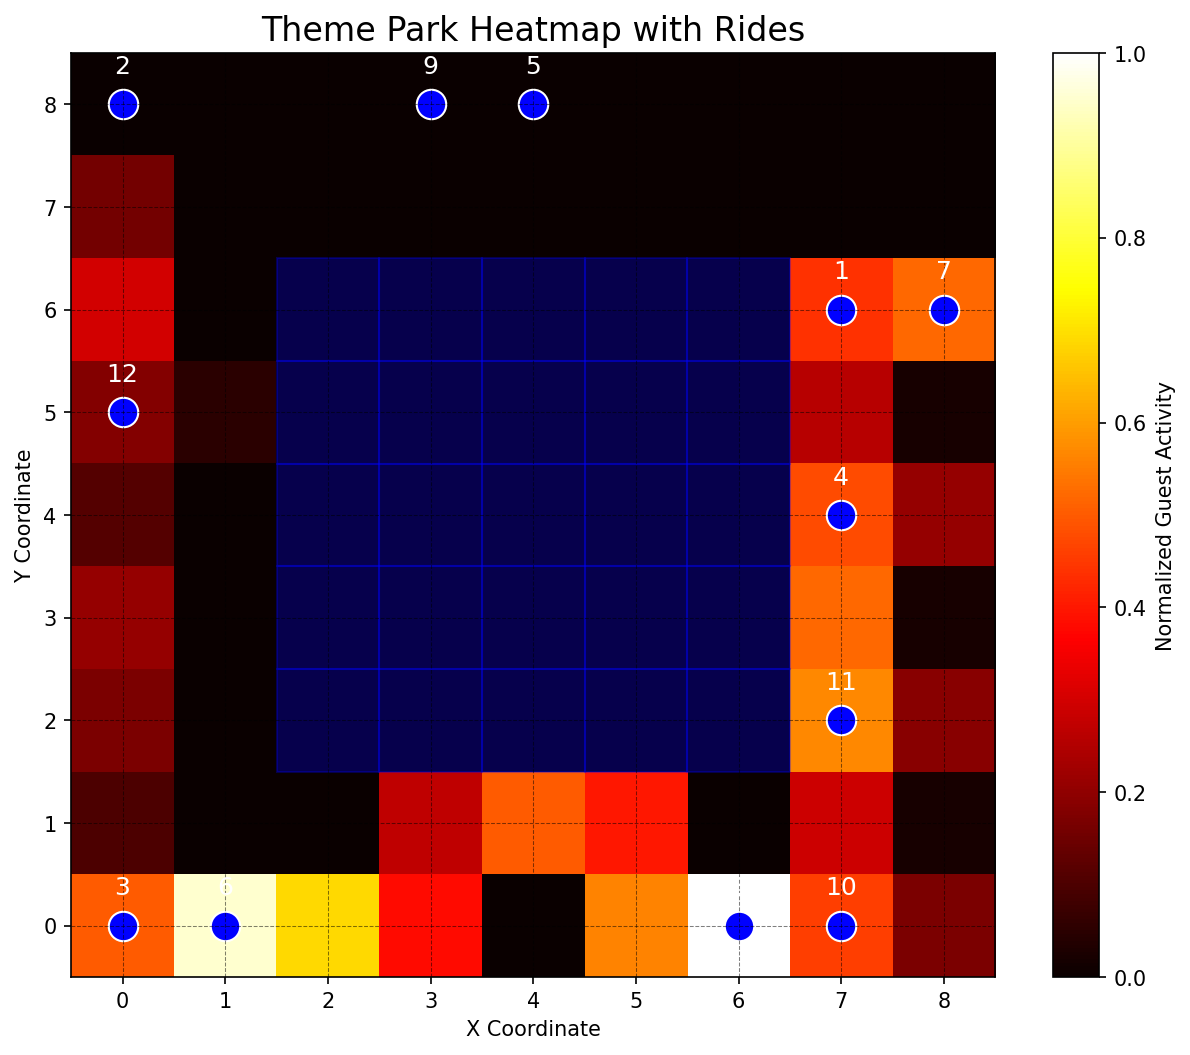 Theme Park Heatmap with Rides
2 9 5
1 7
12
4
11
3 6 10
8
7
6
5
4
3
2
1
0
Y Coordinate
0 1 2 3 4 5 6 7 8
X Coordinate
1.0
0.8
0.6
0.4
0.2
0.0
Normalized Guest Activity